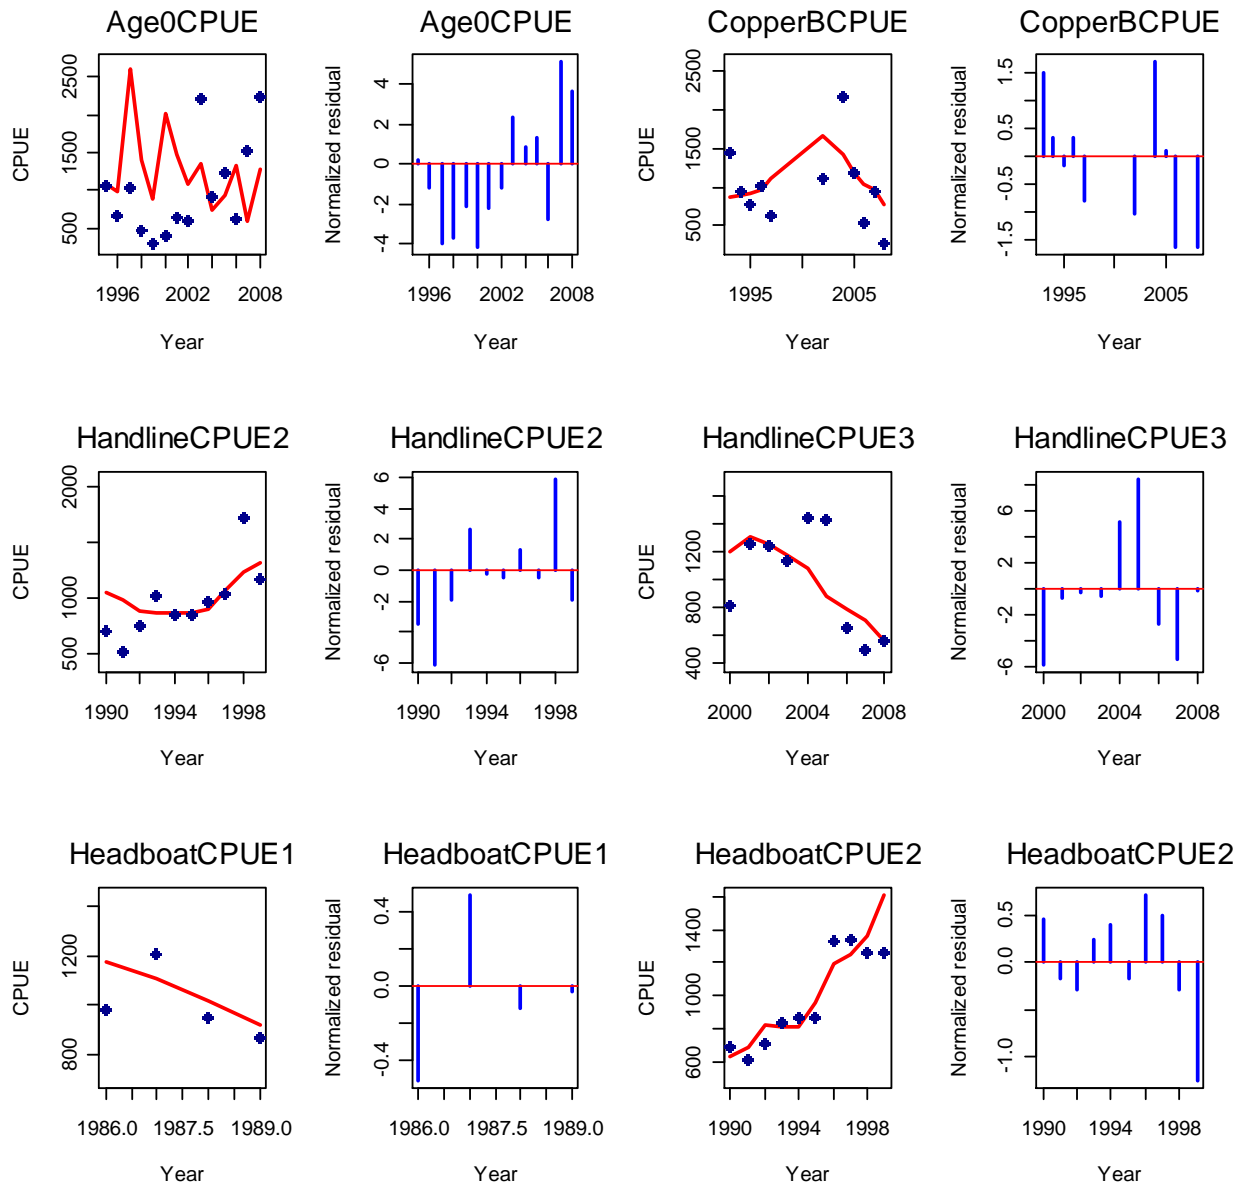 Age0CPUE
CPUE
2500
1500
500
1996 2002 2008
Year
Age0CPUE
Normalized residual
4
2
0
-2
-4
1996 2002 2008
Year
CopperBCPUE
CPUE
2500
1500
500
1995 2005
Year
CopperBCPUE
Normalized residual
1.5
0.5
-0.5
-1.5
1995 2005
Year
HandlineCPUE2
CPUE
2000
1000
500
1990 1994 1998
Year
HandlineCPUE2
Normalized residual
6
4
2
0
-2
-6
1990 1994 1998
Year
HandlineCPUE3
CPUE
1200
800
400
2000 2004 2008
Year
HandlineCPUE3
Normalized residual
6
2
-2
-6
2000 2004 2008
Year
HeadboatCPUE1
CPUE
1200
800
1986.0 1987.5 1989.0
Year
HeadboatCPUE1
Normalized residual
0.4
0.0
-0.4
1986.0 1987.5 1989.0
Year
HeadboatCPUE2
CPUE
1400
1000
600
1990 1994 1998
Year
HeadboatCPUE2
Normalized residual
0.5
0.0
-1.0
1990 1994 1998
Year